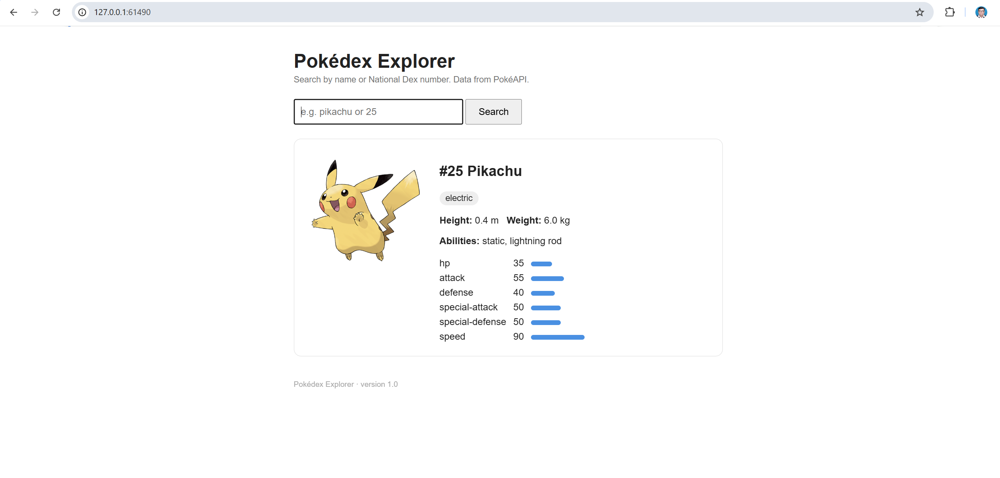 127.0.0.1:61490
Pokédex Explorer
Search by name or National Dex number. Data from PokéAPI.
e.g. pikachu or 25
Search
#25 Pikachu
electric
Height: 0.4 m Weight: 6.0 kg
Abilities: static, lightning rod
hp 35
attack 55
defense 40
special-attack 50
special-defense 50
speed 90
Pokédex Explorer · version 1.0